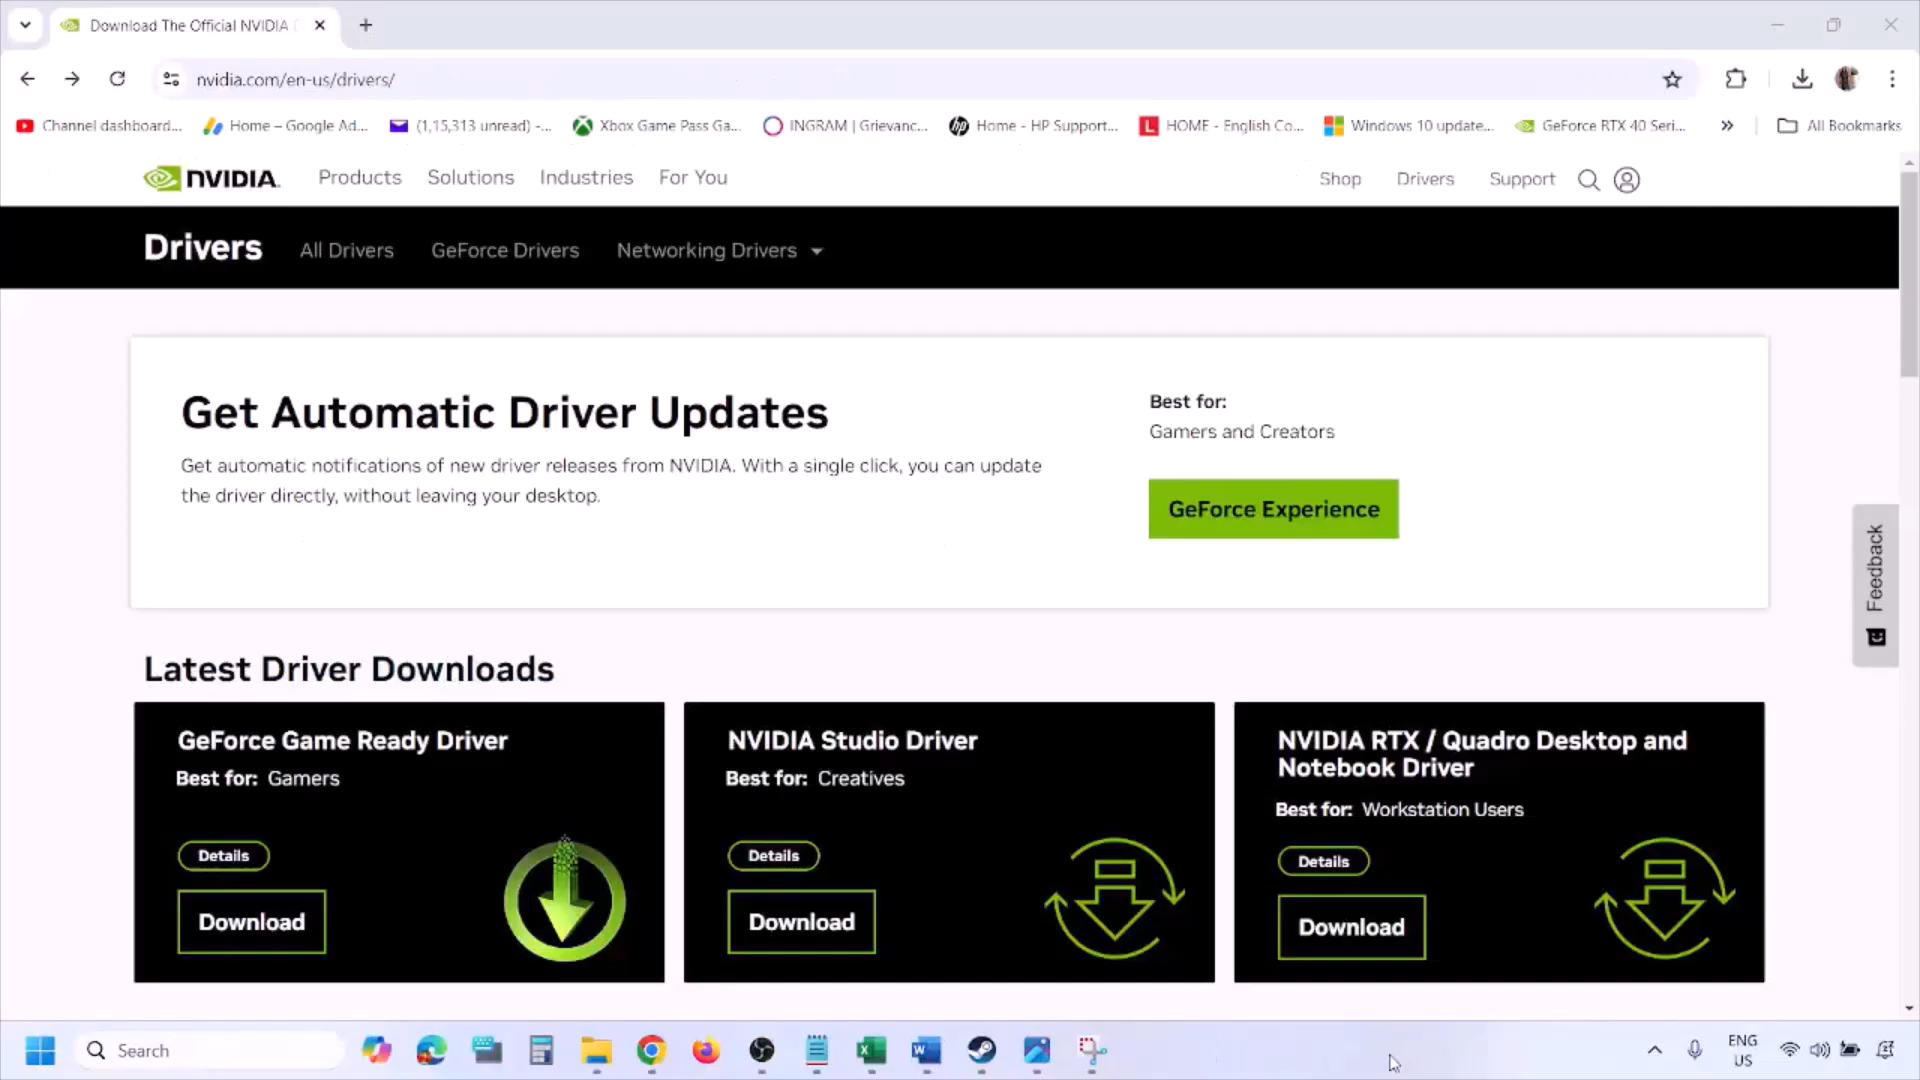 Download The Official NVIDIA
nvidia.com/en-us/drivers/
Channel dashboard...
Home – Google Ad...
(1,15,313 unread) -...
Xbox Game Pass Ga...
INGRAM | Grievanc...
Home - HP Support...
HOME - English Co...
Windows 10 update...
GeForce RTX 40 Seri...
All Bookmarks
NVIDIA.
Products
Solutions
Industries
For You
Shop
Drivers
Support
Drivers
All Drivers
GeForce Drivers
Networking Drivers
Get Automatic Driver Updates
Get automatic notifications of new driver releases from NVIDIA. With a single click, you can update
the driver directly, without leaving your desktop.
Best for:
Gamers and Creators
GeForce Experience
Feedback
Latest Driver Downloads
GeForce Game Ready Driver
Best for: Gamers
Details
Download
NVIDIA Studio Driver
Best for: Creatives
Details
Download
NVIDIA RTX / Quadro Desktop and
Notebook Driver
Best for: Workstation Users
Details
Download
Search
ENG
US